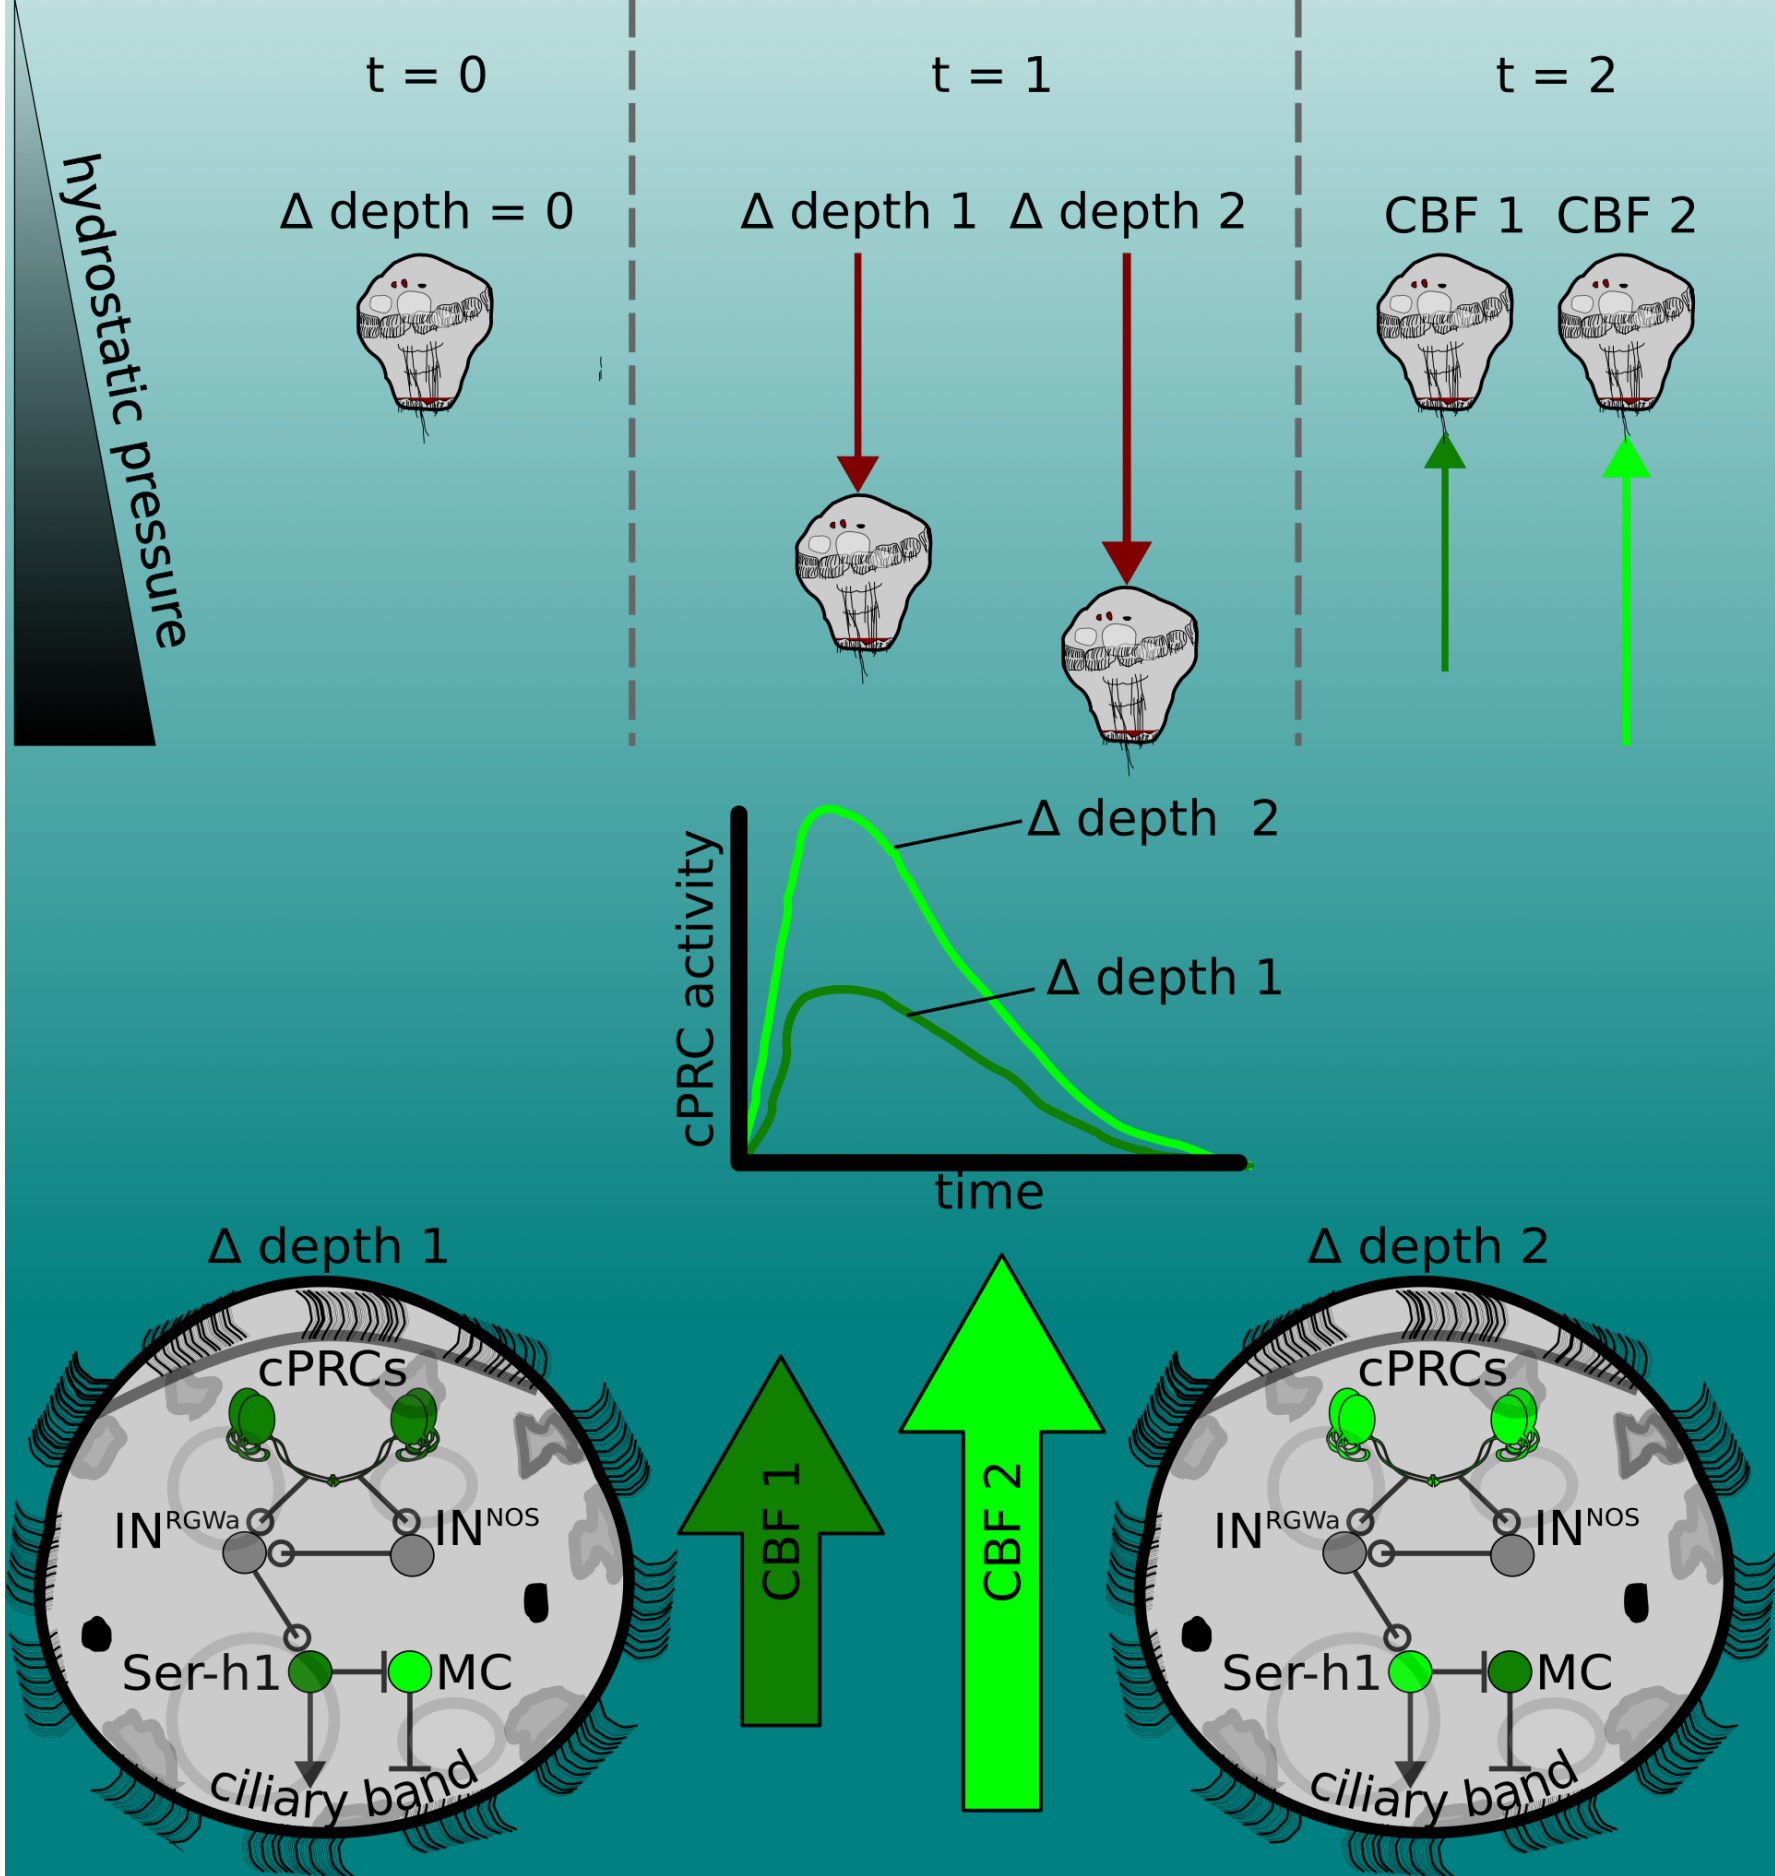 t = 0
t = 1
t = 2
hydrostatic pressure
Δ depth = 0
Δ depth 1
Δ depth 2
CBF 1
CBF 2
cPRC activity
Δ depth 2
Δ depth 1
time
Δ depth 1
cPRCs
IN^RGWa
IN^NOS
Ser-h1
MC
ciliary band
CBF 1
CBF 2
Δ depth 2
cPRCs
IN^RGWa
IN^NOS
Ser-h1
MC
ciliary band